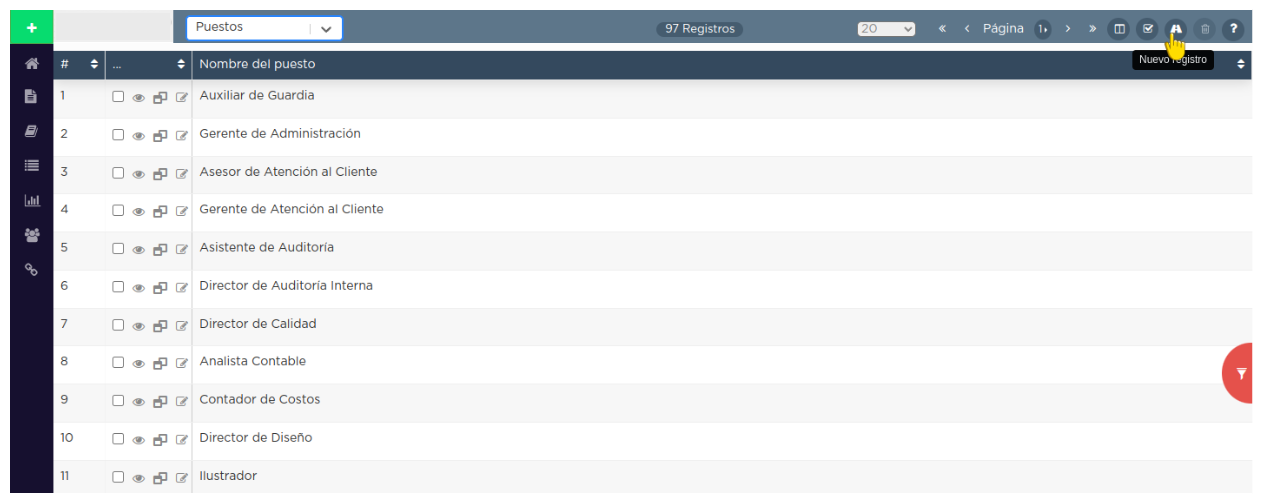 + Puestos 97 Registros 20 « < Página 1 > » ?
# ... Nombre del puesto Nuevo registro
1 Auxiliar de Guardia
2 Gerente de Administración
3 Asesor de Atención al Cliente
4 Gerente de Atención al Cliente
5 Asistente de Auditoría
6 Director de Auditoría Interna
7 Director de Calidad
8 Analista Contable
9 Contador de Costos
10 Director de Diseño
11 Ilustrador